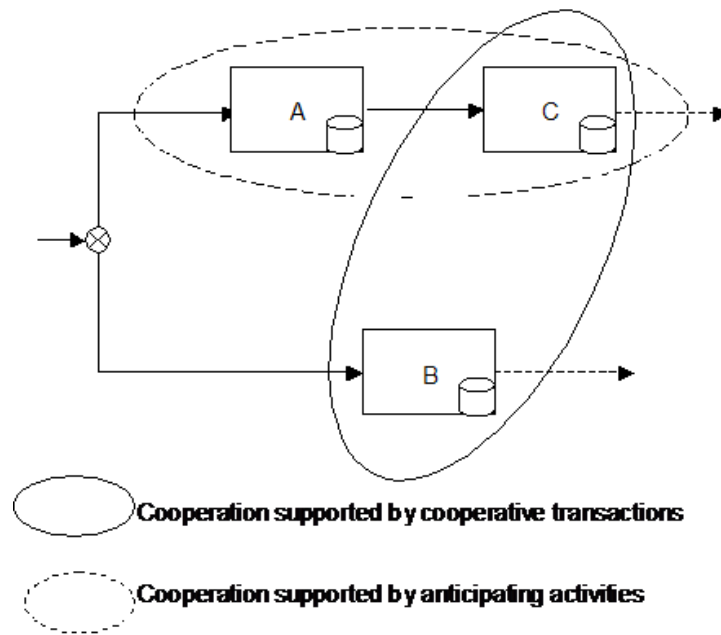 A
C
B
Cooperation supported by cooperative transactions
Cooperation supported by anticipating activities